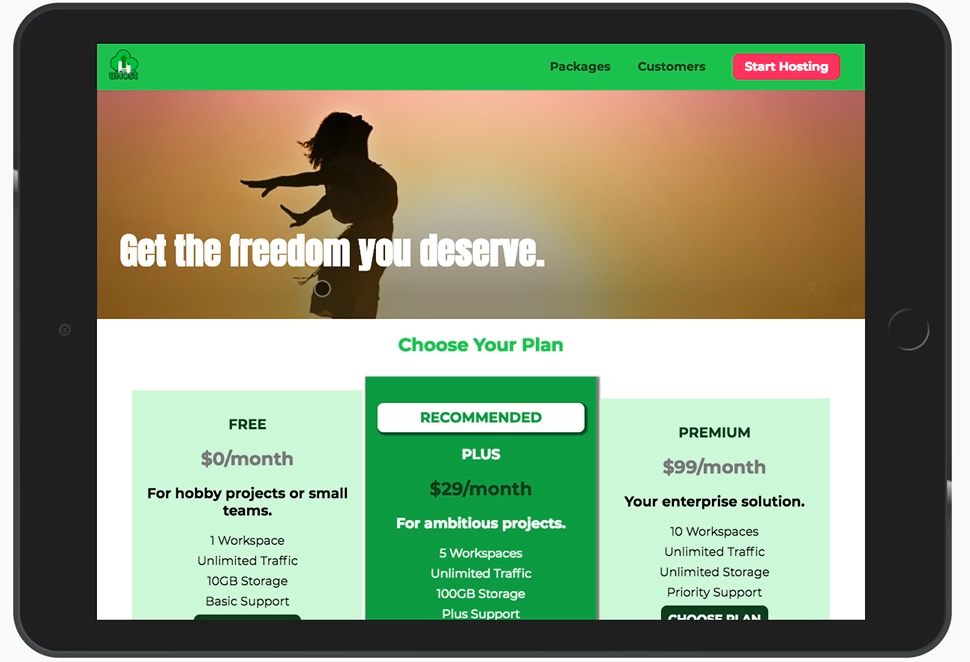 uHost
Packages
Customers
Start Hosting
Get the freedom you deserve.
Choose Your Plan
FREE
$0/month
For hobby projects or small
teams.
1 Workspace
Unlimited Traffic
10GB Storage
Basic Support
RECOMMENDED
PLUS
$29/month
For ambitious projects.
5 Workspaces
Unlimited Traffic
100GB Storage
Plus Support
PREMIUM
$99/month
Your enterprise solution.
10 Workspaces
Unlimited Traffic
Unlimited Storage
Priority Support
CHOOSE PLAN